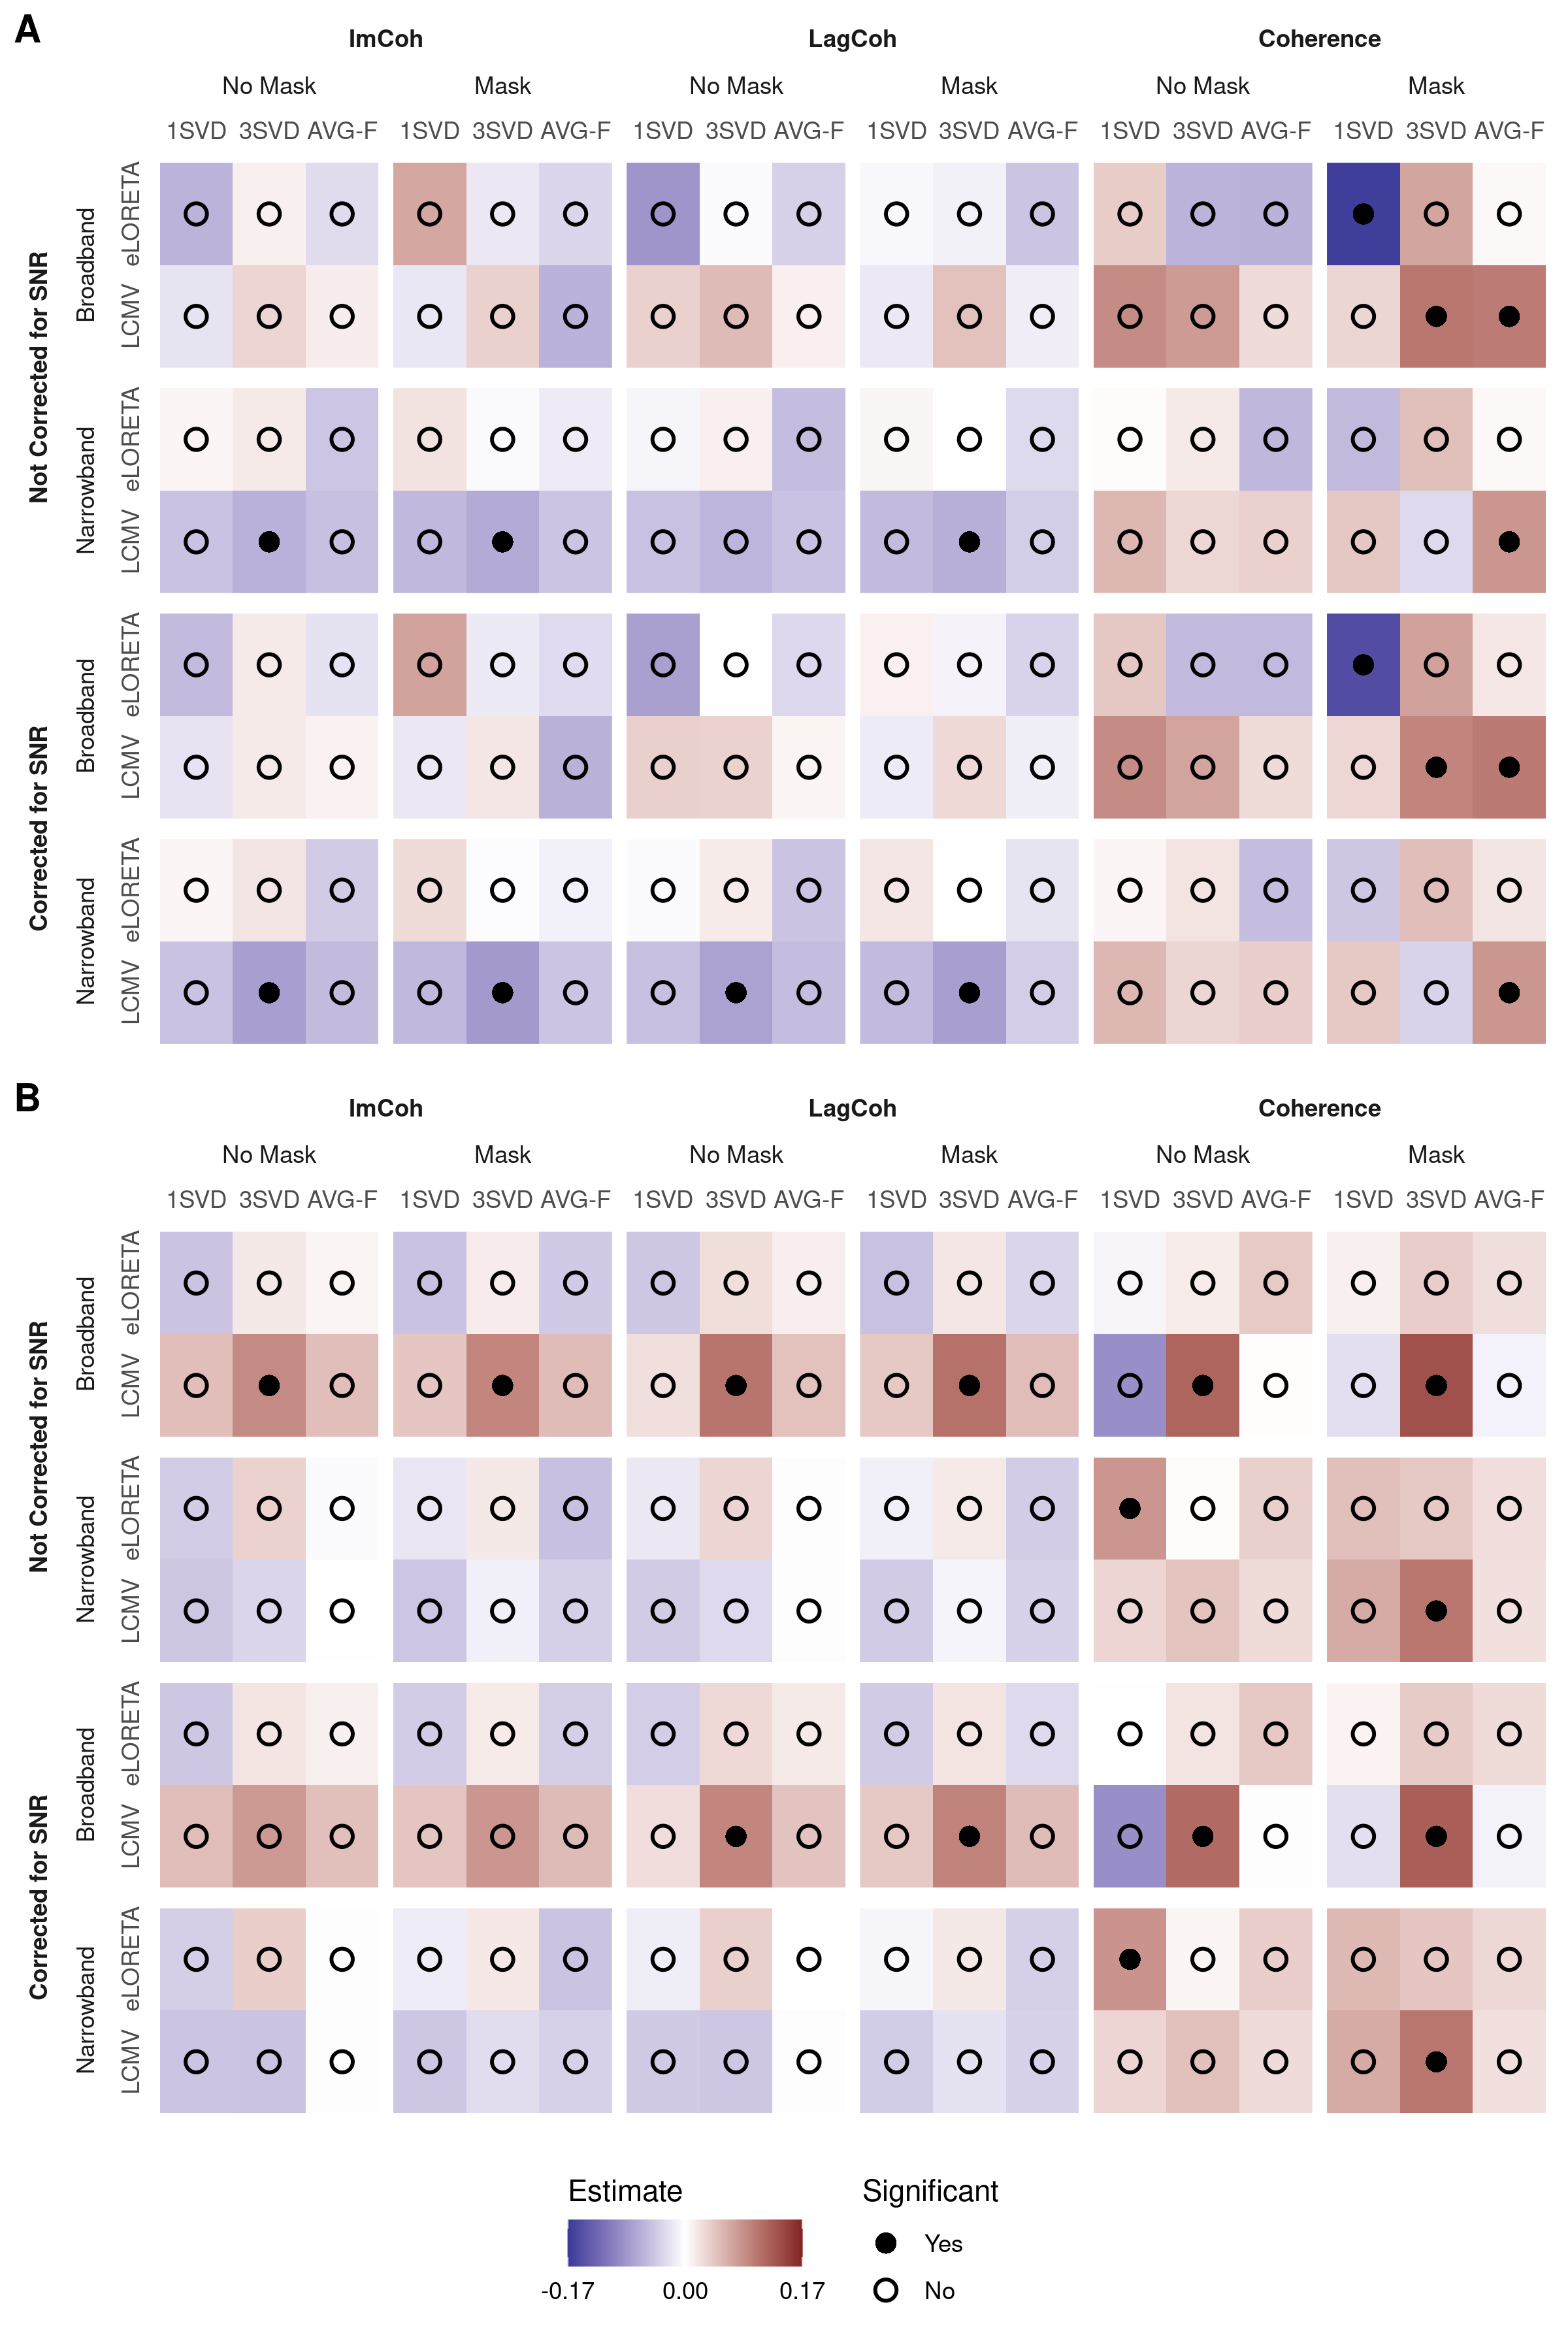 A
ImCoh LagCoh Coherence
No Mask Mask No Mask Mask No Mask Mask
1SVD 3SVD AVG-F 1SVD 3SVD AVG-F 1SVD 3SVD AVG-F 1SVD 3SVD AVG-F 1SVD 3SVD AVG-F 1SVD 3SVD AVG-F
Not Corrected for SNR
Broadband
eLORETA
LCMV
Narrowband
eLORETA
LCMV
Corrected for SNR
Broadband
eLORETA
LCMV
Narrowband
eLORETA
LCMV
B
ImCoh LagCoh Coherence
No Mask Mask No Mask Mask No Mask Mask
1SVD 3SVD AVG-F 1SVD 3SVD AVG-F 1SVD 3SVD AVG-F 1SVD 3SVD AVG-F 1SVD 3SVD AVG-F 1SVD 3SVD AVG-F
Not Corrected for SNR
Broadband
eLORETA
LCMV
Narrowband
eLORETA
LCMV
Corrected for SNR
Broadband
eLORETA
LCMV
Narrowband
eLORETA
LCMV
Estimate
-0.17 0.00 0.17
Significant
Yes
No